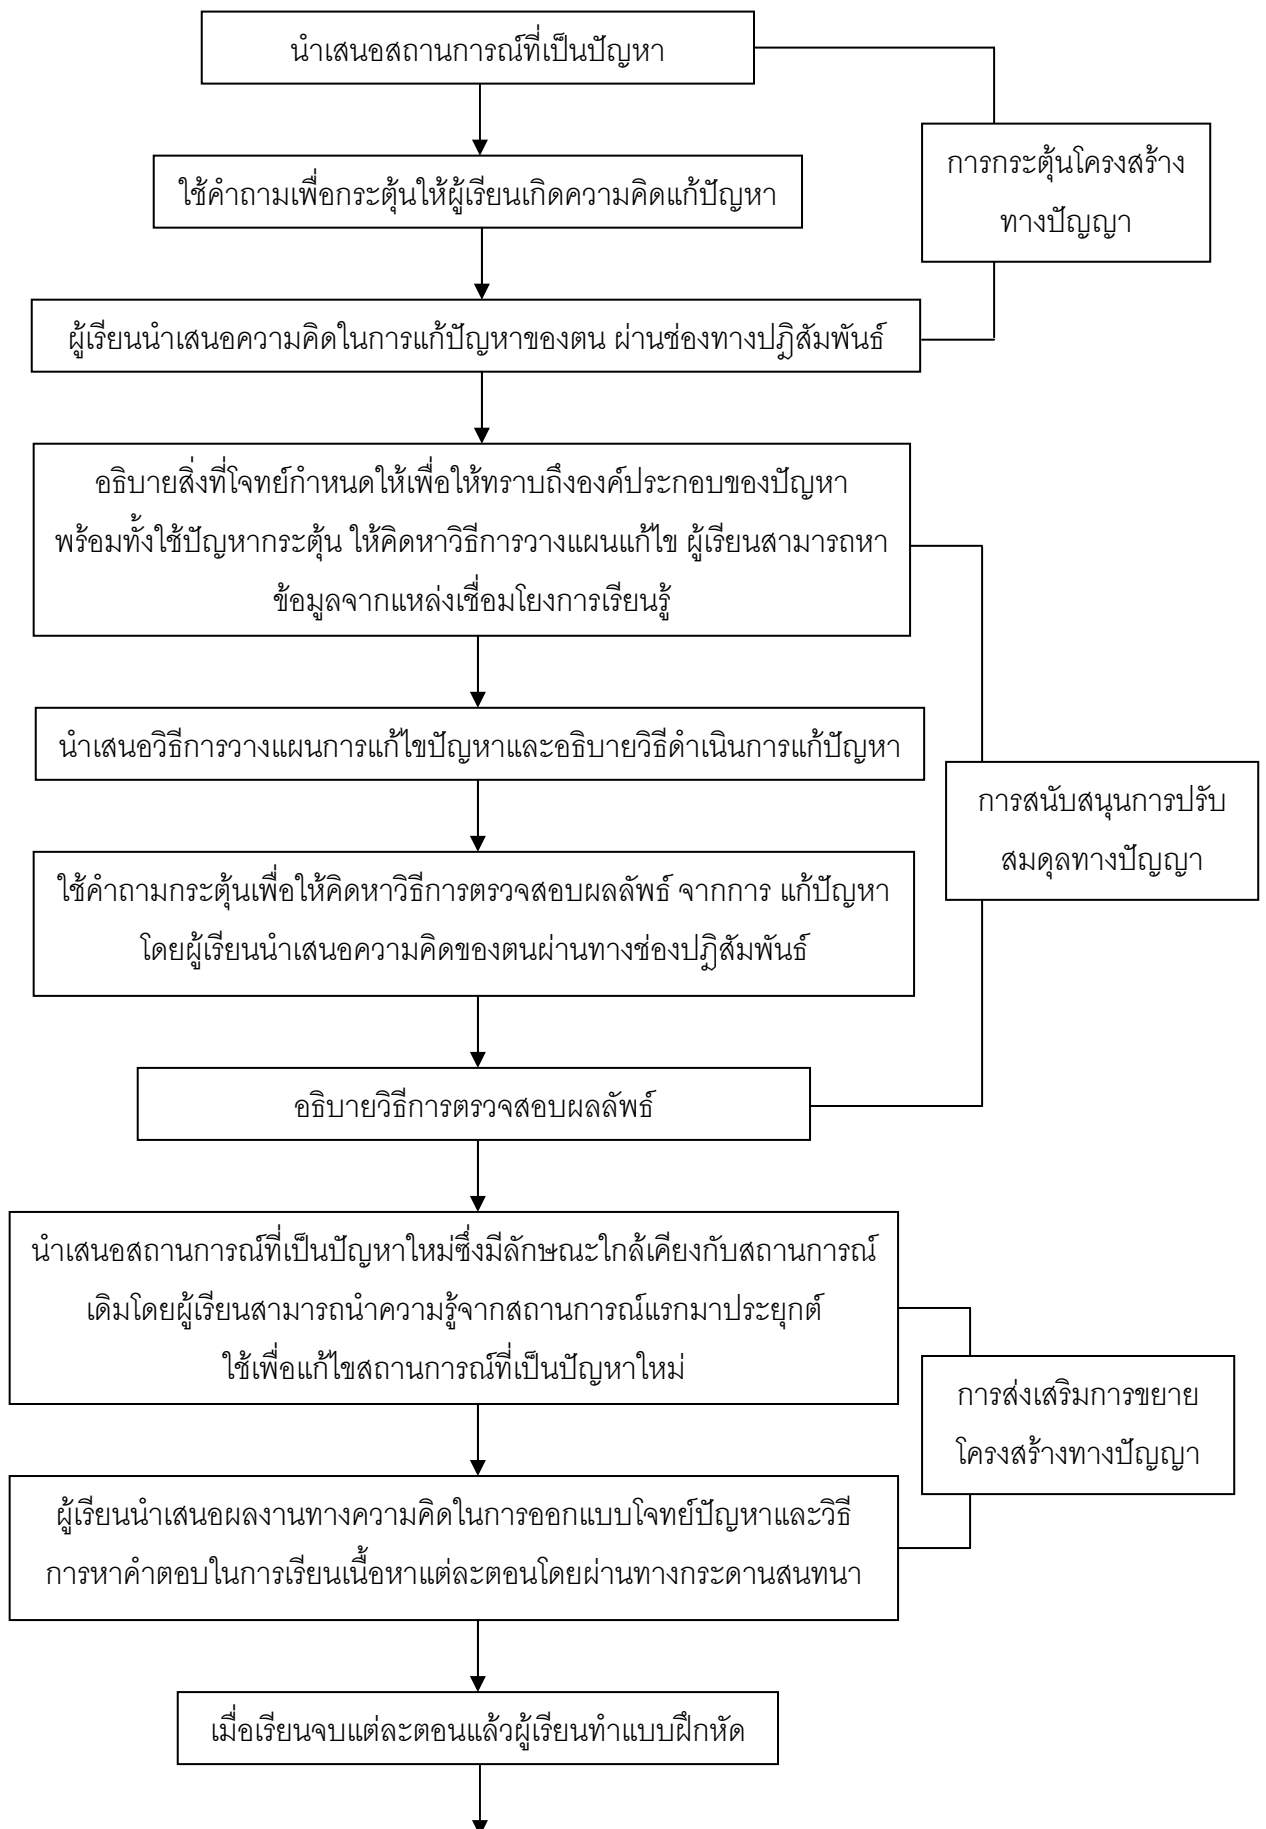 นำเสนอสถานการณ์ที่เป็นปัญหา
การกระตุ้นโครงสร้าง
ทางปัญญา
ใช้คำถามเพื่อกระตุ้นให้ผู้เรียนเกิดความคิดแก้ปัญหา
ผู้เรียนนำเสนอความคิดในการแก้ปัญหาของตน ผ่านช่องทางปฏิสัมพันธ์
อธิบายสิ่งที่โจทย์กำหนดให้เพื่อให้ทราบถึงองค์ประกอบของปัญหา
พร้อมทั้งใช้ปัญหากระตุ้น ให้คิดหาวิธีการวางแผนแก้ไข ผู้เรียนสามารถหา
ข้อมูลจากแหล่งเชื่อมโยงการเรียนรู้
นำเสนอวิธีการวางแผนการแก้ไขปัญหาและอธิบายวิธีดำเนินการแก้ปัญหา
การสนับสนุนการปรับ
สมดุลทางปัญญา
ใช้คำถามกระตุ้นเพื่อให้คิดหาวิธีการตรวจสอบผลลัพธ์ จากการ แก้ปัญหา
โดยผู้เรียนนำเสนอความคิดของตนผ่านทางช่องปฏิสัมพันธ์
อธิบายวิธีการตรวจสอบผลลัพธ์
นำเสนอสถานการณ์ที่เป็นปัญหาใหม่ซึ่งมีลักษณะใกล้เคียงกับสถานการณ์
เดิมโดยผู้เรียนสามารถนำความรู้จากสถานการณ์แรกมาประยุกต์
ใช้เพื่อแก้ไขสถานการณ์ที่เป็นปัญหาใหม่
การส่งเสริมการขยาย
โครงสร้างทางปัญญา
ผู้เรียนนำเสนอผลงานทางความคิดในการออกแบบโจทย์ปัญหาและวิธี
การหาคำตอบในการเรียนเนื้อหาแต่ละตอนโดยผ่านทางกระดานสนทนา
เมื่อเรียนจบแต่ละตอนแล้วผู้เรียนทำแบบฝึกหัด